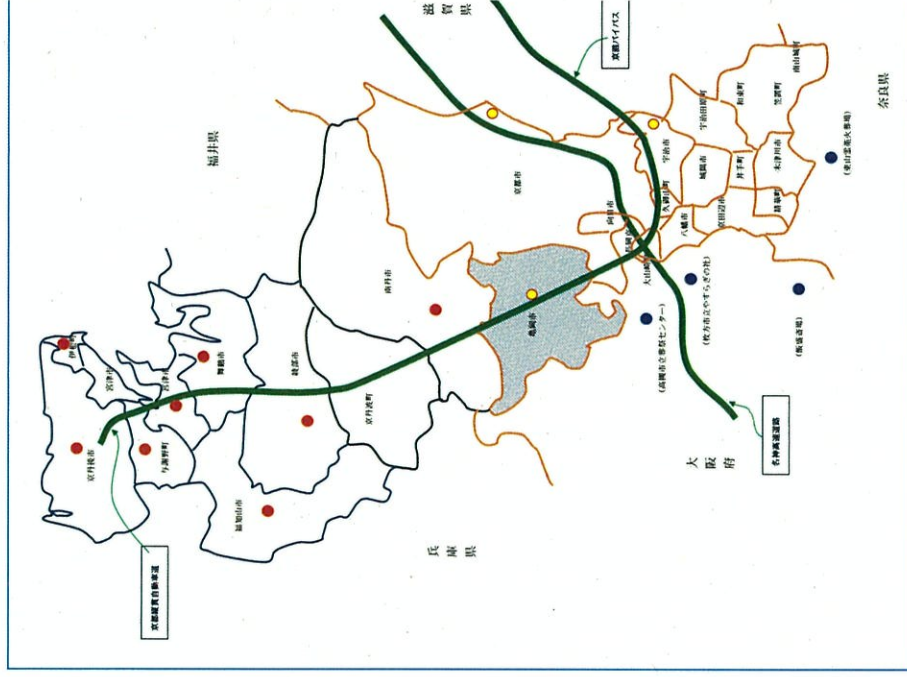 滋賀県
京滋バイパス
福井県
南山城村
和束町
笠置町
宇治田原町
奈良県
宇治市
城陽市
井手町
木津川市
京都市
向日市
久御山町
八幡市
京田辺市
精華町
大山崎町
南丹市
亀岡市
伊根町
宮津市
宮津市
舞鶴市
綾部市
京丹波町
京丹後市
与謝野町
福知山市
(高槻市立葬祭センター)
(枚方市立やすらぎの杜)
(飯盛斎場)
大阪府
名神高速道路
兵庫県
京都縦貫自動車道